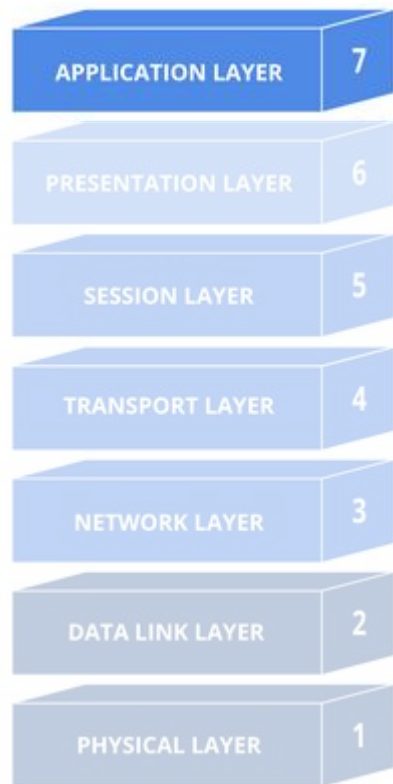 APPLICATION LAYER 7
PRESENTATION LAYER 6
SESSION LAYER 5
TRANSPORT LAYER 4
NETWORK LAYER 3
DATA LINK LAYER 2
PHYSICAL LAYER 1